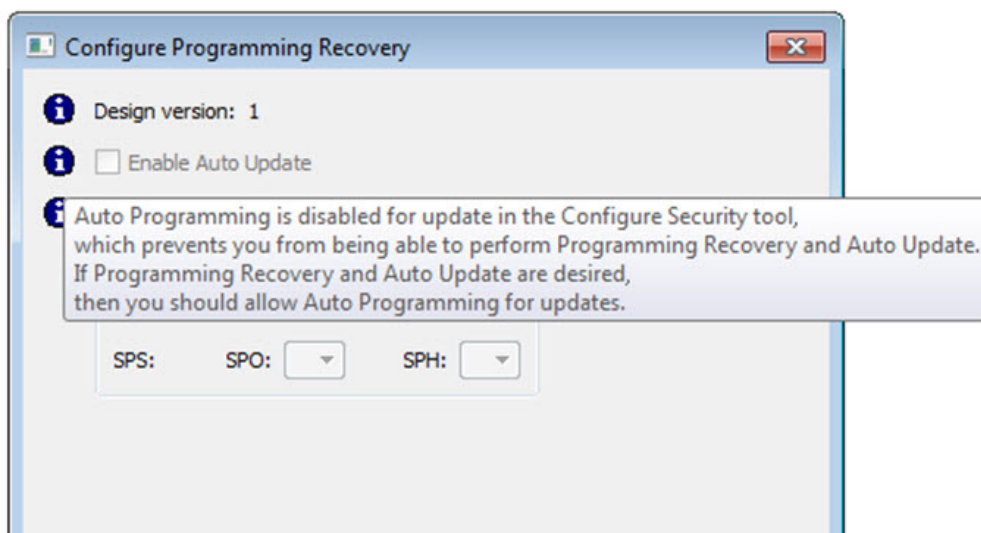 Configure Programming Recovery
Design version: 1
Enable Auto Update
Auto Programming is disabled for update in the Configure Security tool,
which prevents you from being able to perform Programming Recovery and Auto Update.
If Programming Recovery and Auto Update are desired,
then you should allow Auto Programming for updates.
SPS: SPO: SPH: